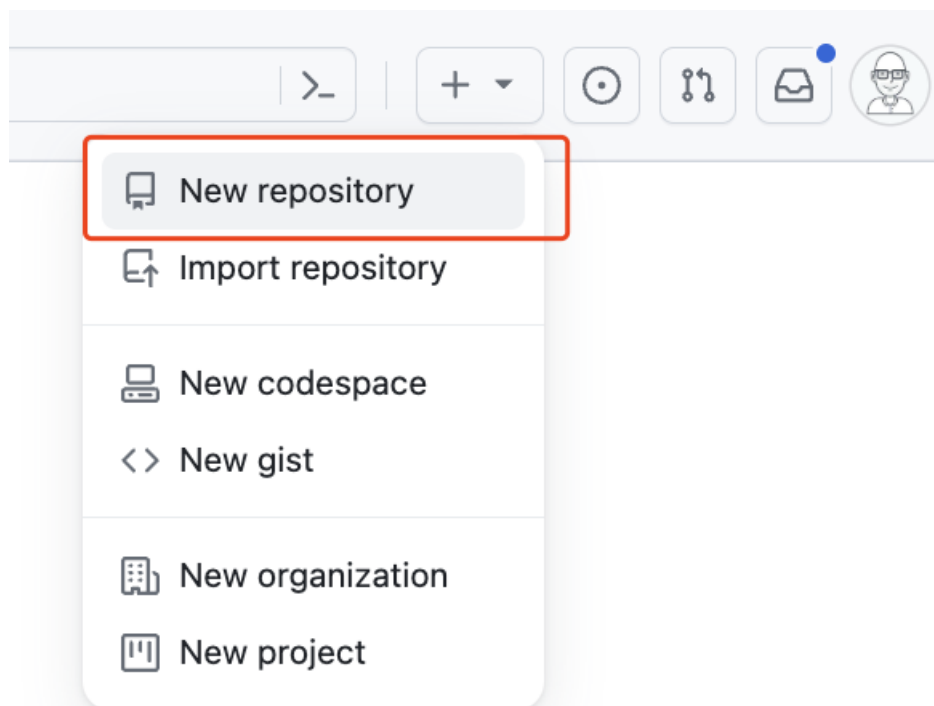 New repository
Import repository
New codespace
New gist
New organization
New project